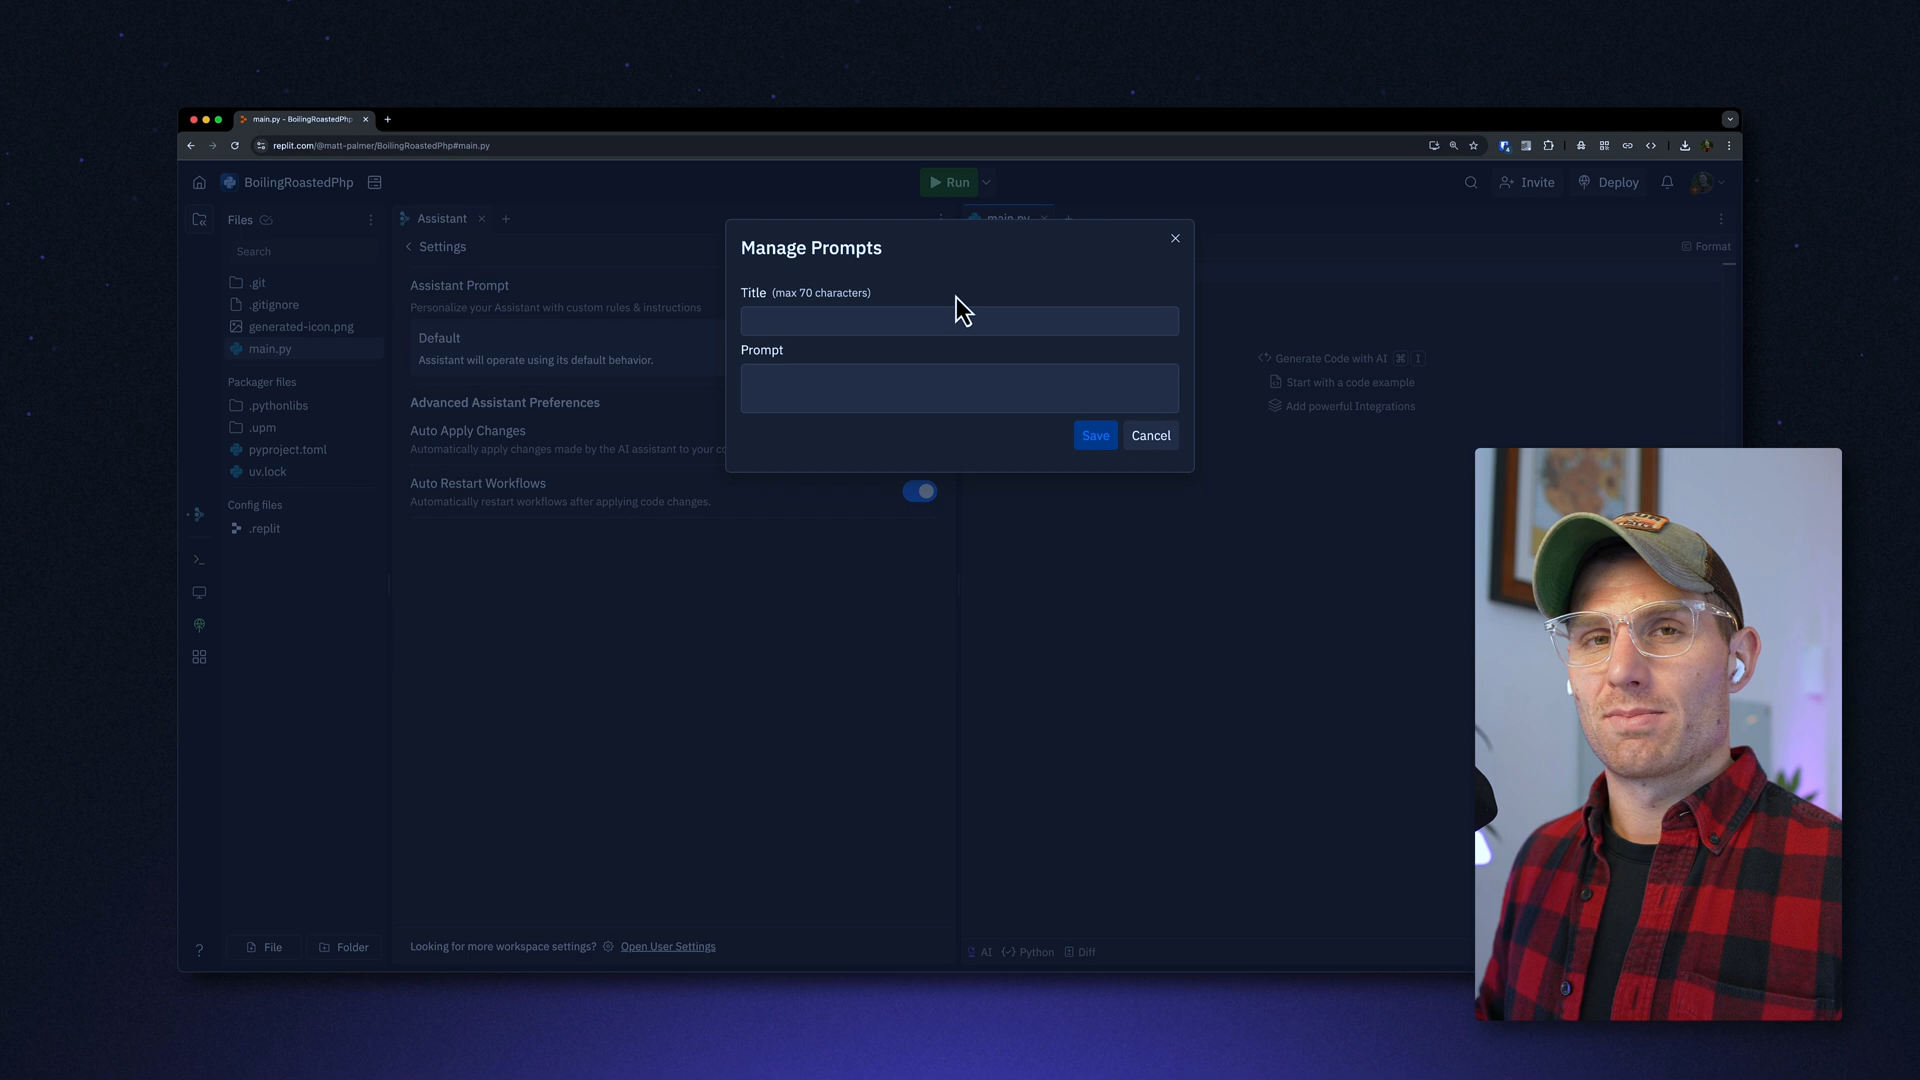 main.py - BoilingRoastedPhp
replit.com/@matt-palmer/BoilingRoastedPhp#main.py
BoilingRoastedPhp
Run
Invite
Deploy
Files
Assistant
main.py
Search
Settings
Format
.git
.gitignore
generated-icon.png
main.py
Packager files
.pythonlibs
.upm
pyproject.toml
uv.lock
Config files
.replit
Assistant Prompt
Personalize your Assistant with custom rules & instructions
Default
Assistant will operate using its default behavior.
Advanced Assistant Preferences
Auto Apply Changes
Automatically apply changes made by the AI assistant to your co
Auto Restart Workflows
Automatically restart workflows after applying code changes.
Manage Prompts
Title (max 70 characters)
Prompt
Save Cancel
Generate Code with AI ⌘ I
Start with a code example
Add powerful Integrations
File
Folder
Looking for more workspace settings? Open User Settings
AI
Python
Diff